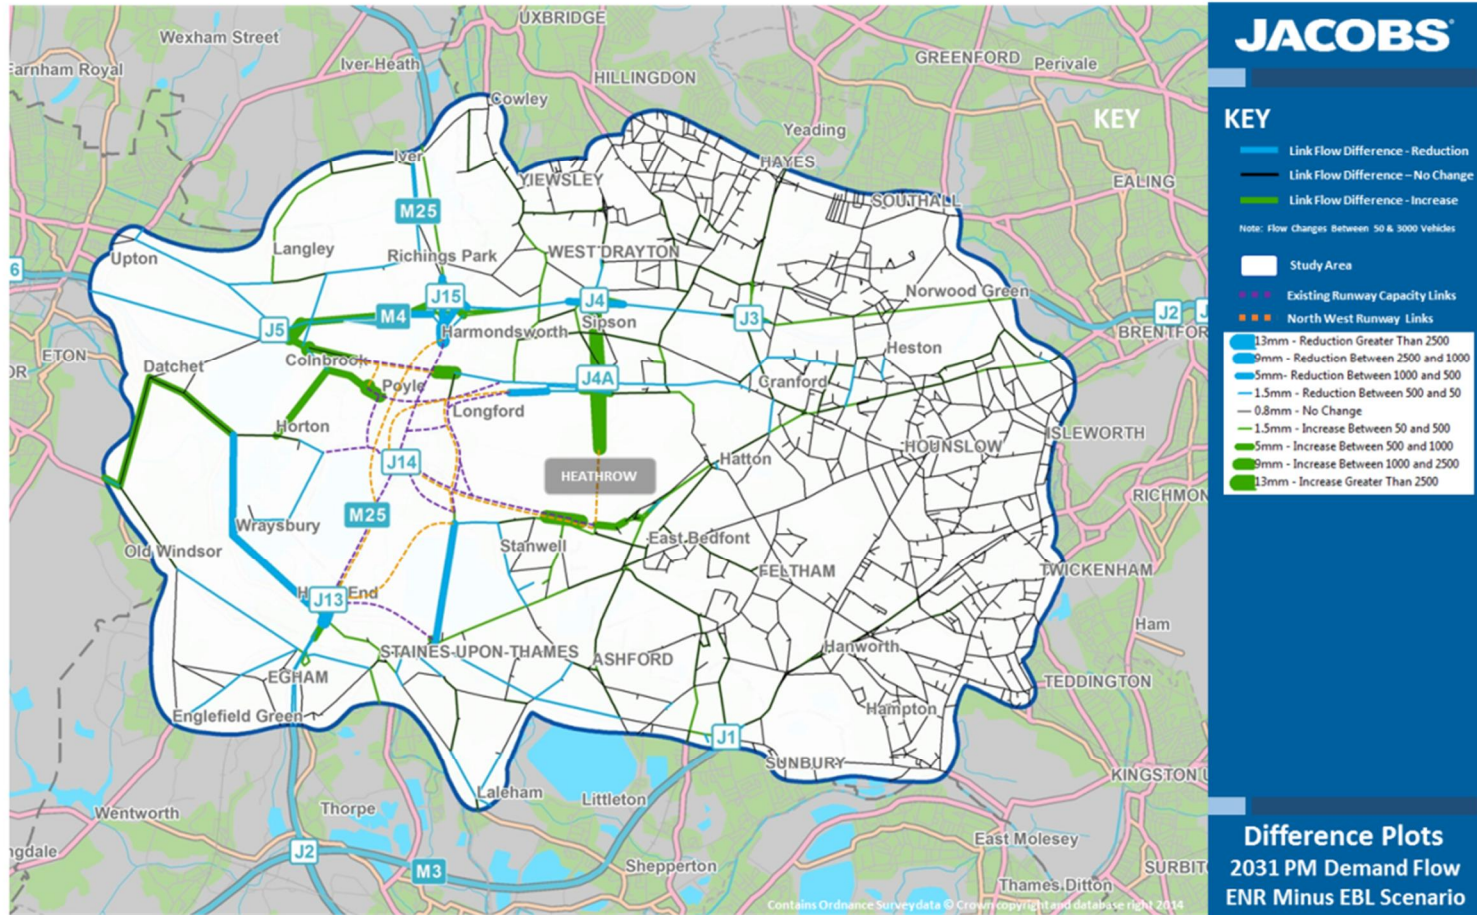 UXBRIDGE
Wexham Street
Iver Heath
GREENFORD
Perivale
Farnham Royal
HILLINGDON
Cowley
KEY
Yeading
Iver
HAYES
YIEWSLEY
EALING
SOUTHALL
M25
Langley
Richings Park
WEST DRAYTON
Upton
6
Norwood Green
J15
J4
J2
J
M4
J3
J5
Harmondsworth
Sipson
BRENTFOR
ETON
Heston
Colnbrook
Datchet
OR
J4A
Poyle
Cranford
Longford
Horton
ISLEWORTH
HOUNSLOW
J14
Hatton
HEATHROW
RICHMON
M25
Wraysbury
East Bedfont
Stanwell
Old Windsor
FELTHAM
TWICKENHAM
End
J13
Ham
STAINES-UPON-THAMES
ASHFORD
Hanworth
EGHAM
TEDDINGTON
Englefield Green
Hampton
J1
SUNBURY
KINGSTON U
Laleham
Littleton
Thorpe
Wentworth
East Molesey
ngdale
J2
M3
Shepperton
SURBIT
Thames Ditton
Contains Ordnance Survey data © Crown copyright and database right 2014
JACOBS
KEY
Link Flow Difference - Reduction
Link Flow Difference – No Change
Link Flow Difference - Increase
Note: Flow Changes Between 50 & 3000 Vehicles
Study Area
Existing Runway Capacity Links
North West Runway Links
13mm - Reduction Greater Than 2500
9mm - Reduction Between 2500 and 1000
5mm- Reduction Between 1000 and 500
1.5mm - Reduction Between 500 and 50
0.8mm - No Change
1.5mm - Increase Between 50 and 500
5mm - Increase Between 500 and 1000
9mm - Increase Between 1000 and 2500
13mm - Increase Greater Than 2500
Difference Plots
2031 PM Demand Flow
ENR Minus EBL Scenario